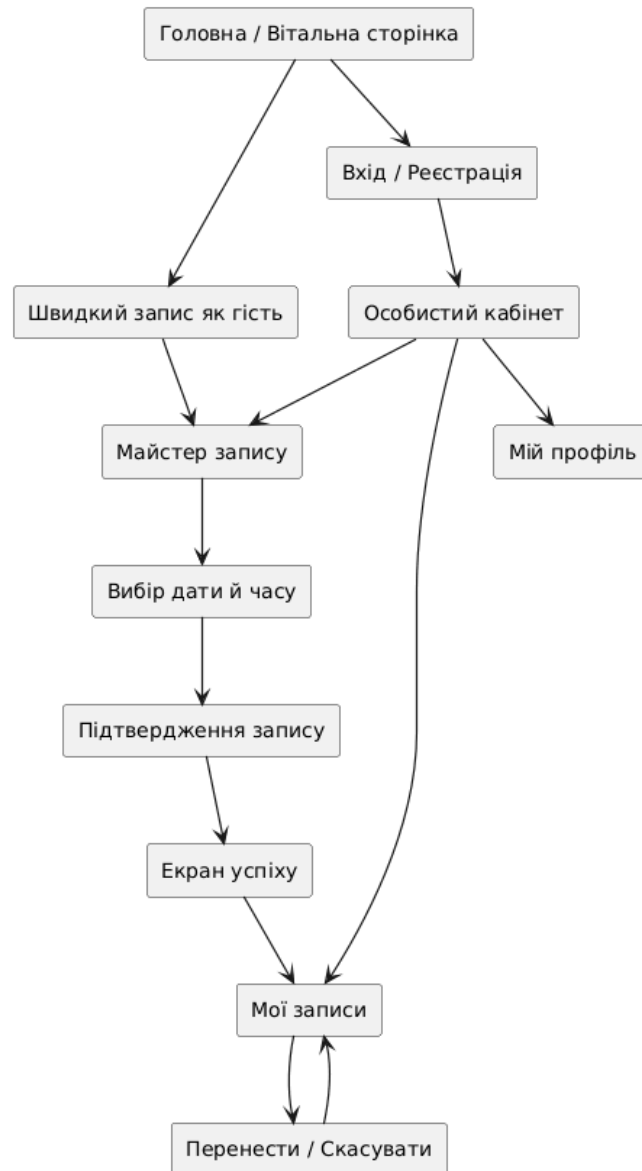 Головна / Вітальна сторінка
Вхід / Реєстрація
Швидкий запис як гість
Особистий кабінет
Майстер запису
Мій профіль
Вибір дати й часу
Підтвердження запису
Екран успіху
Мої записи
Перенести / Скасувати